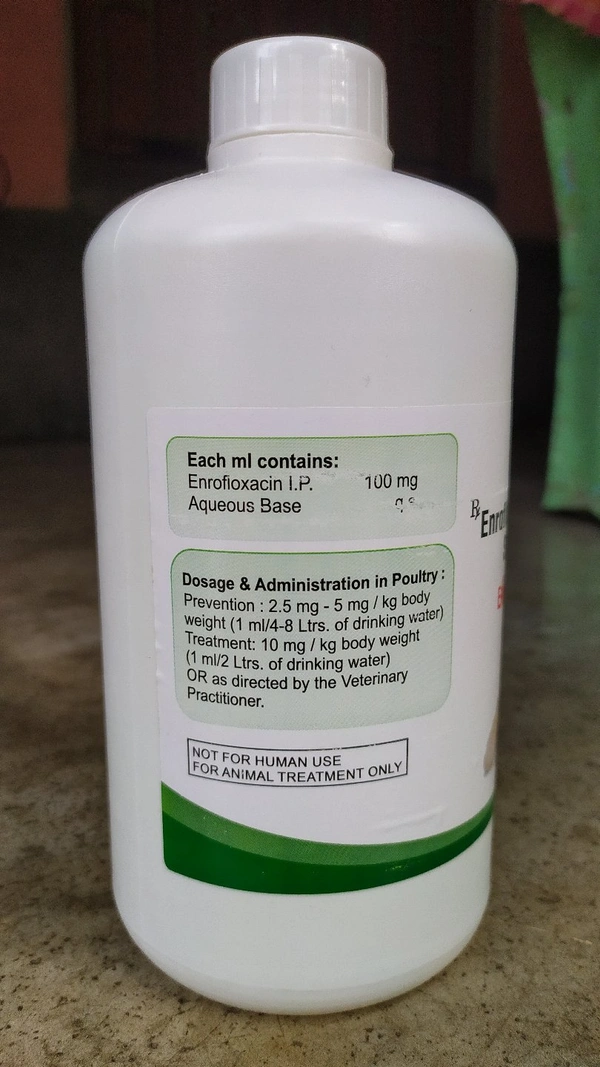 Each ml contains:
Enrofloxacin I.P. 100 mg
Aqueous Base q.s.
Dosage & Administration in Poultry :
Prevention : 2.5 mg - 5 mg / kg body
weight (1 ml/4-8 Ltrs. of drinking water)
Treatment: 10 mg / kg body weight
(1 ml/2 Ltrs. of drinking water)
OR as directed by the Veterinary
Practitioner.
NOT FOR HUMAN USE
FOR ANIMAL TREATMENT ONLY
℞